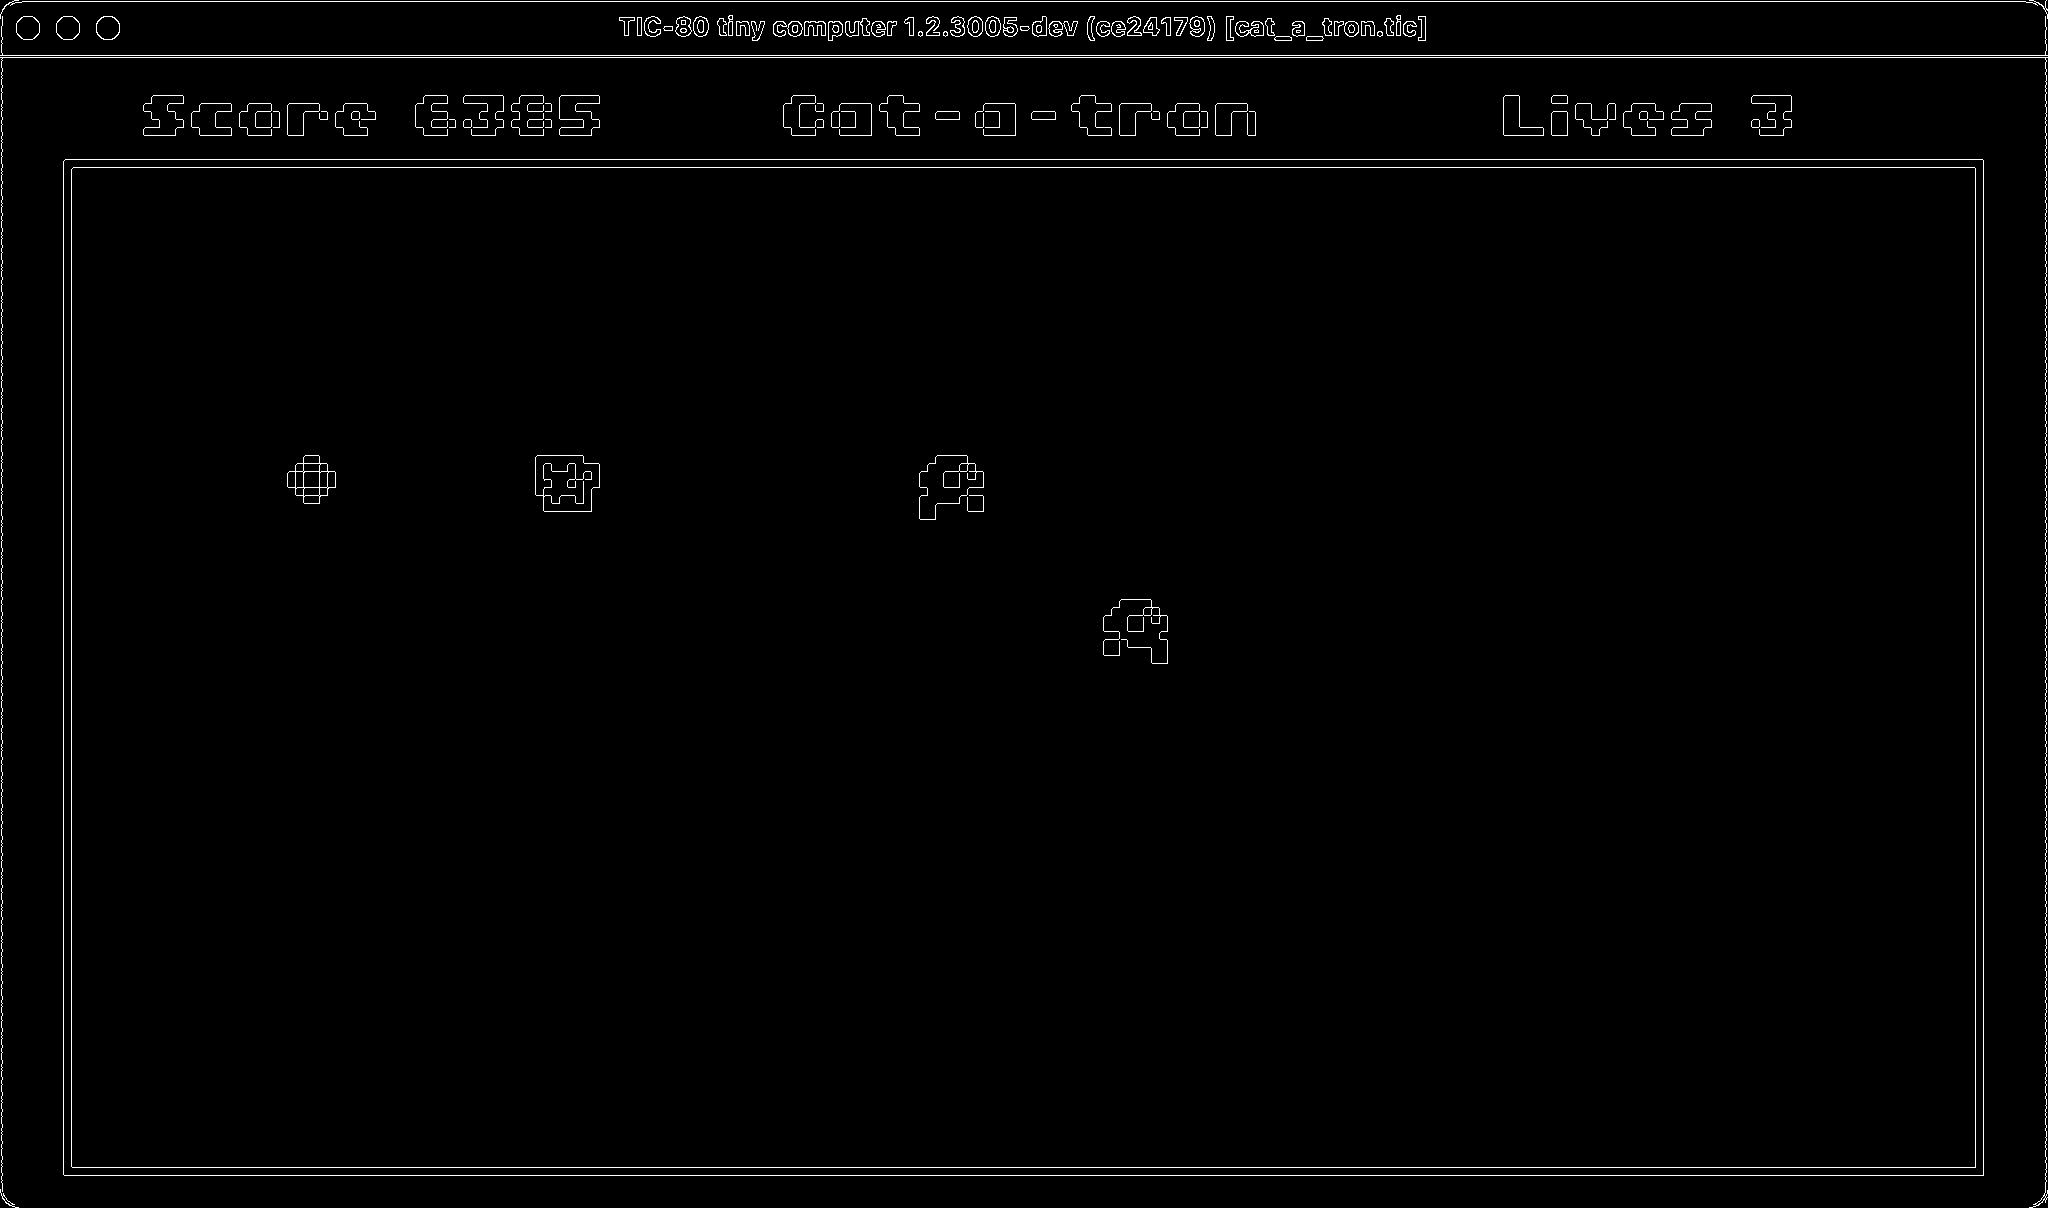 TIC-80 tiny computer 1.2.3005-dev (ce24179) [cat_a_tron.tic]
Score 6385 Cat-a-tron Lives 3